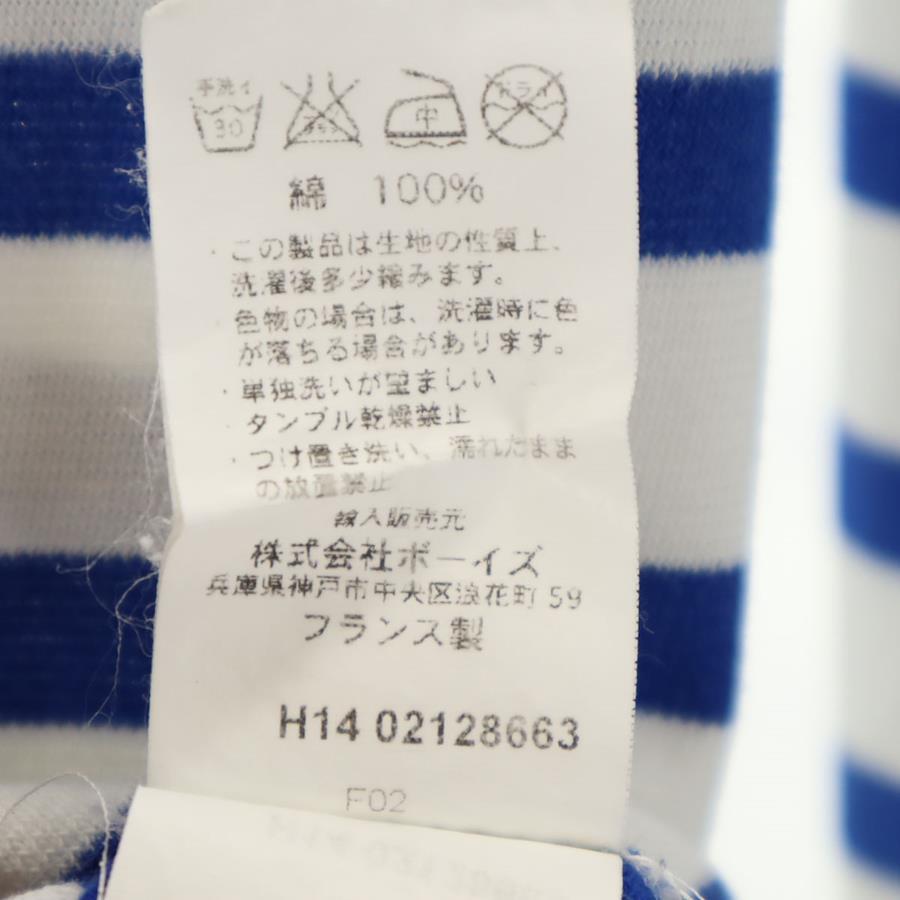 手洗イ
30
中
ドライ
綿 100%
・この製品は生地の性質上、
洗濯後多少縮みます。
色物の場合は、洗濯時に色
が落ちる場合があります。
・単独洗いが望ましい
・タンブル乾燥禁止
・つけ置き洗い、濡れたまま
の放置禁止
輸入販売元
株式会社ボーイズ
兵庫県神戸市中央区浪花町 59
フランス製
H14 02128663
F02